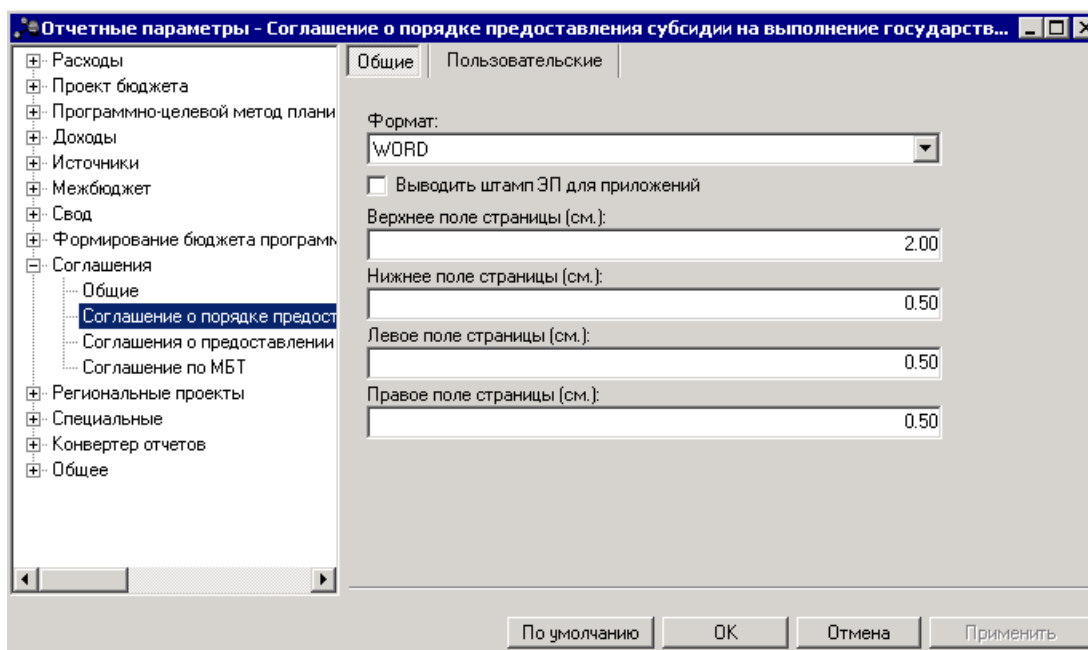 Отчетные параметры - Соглашение о порядке предоставления субсидии на выполнение государств...
Расходы
Проект бюджета
Программно-целевой метод плани
Доходы
Источники
Межбюджет
Свод
Формирование бюджета программ
Соглашения
Общие
Соглашение о порядке предост
Соглашения о предоставлении
Соглашение по МБТ
Региональные проекты
Специальные
Конвертер отчетов
Общее
Общие
Пользовательские
Формат:
WORD
Выводить штамп ЭП для приложений
Верхнее поле страницы (см.):
2.00
Нижнее поле страницы (см.):
0.50
Левое поле страницы (см.):
0.50
Правое поле страницы (см.):
0.50
По умолчанию
OK
Отмена
Применить